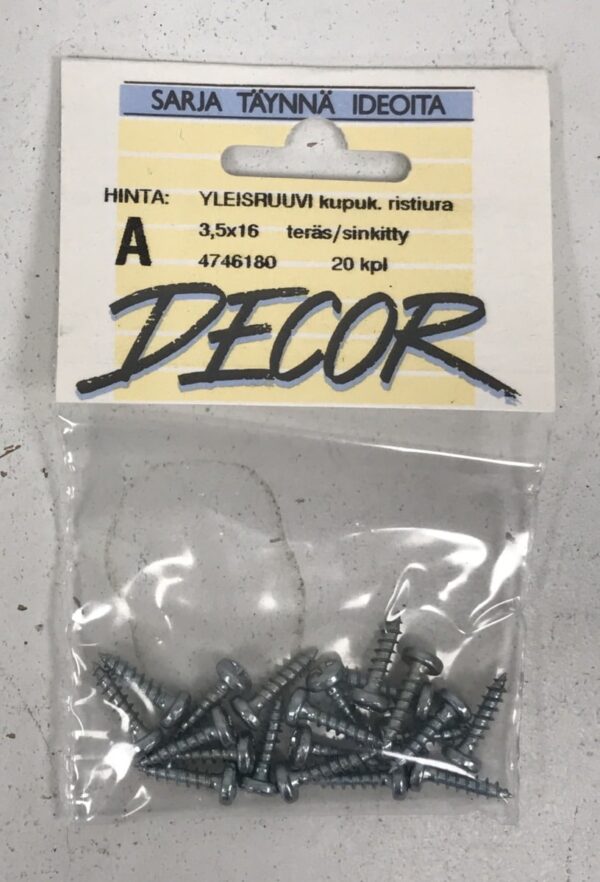 SARJA TÄYNNÄ IDEOITA
HINTA: YLEISRUUVI kupuk. ristiura
A 3,5x16 teräs/sinkitty
4746180 20 kpl
DECOR